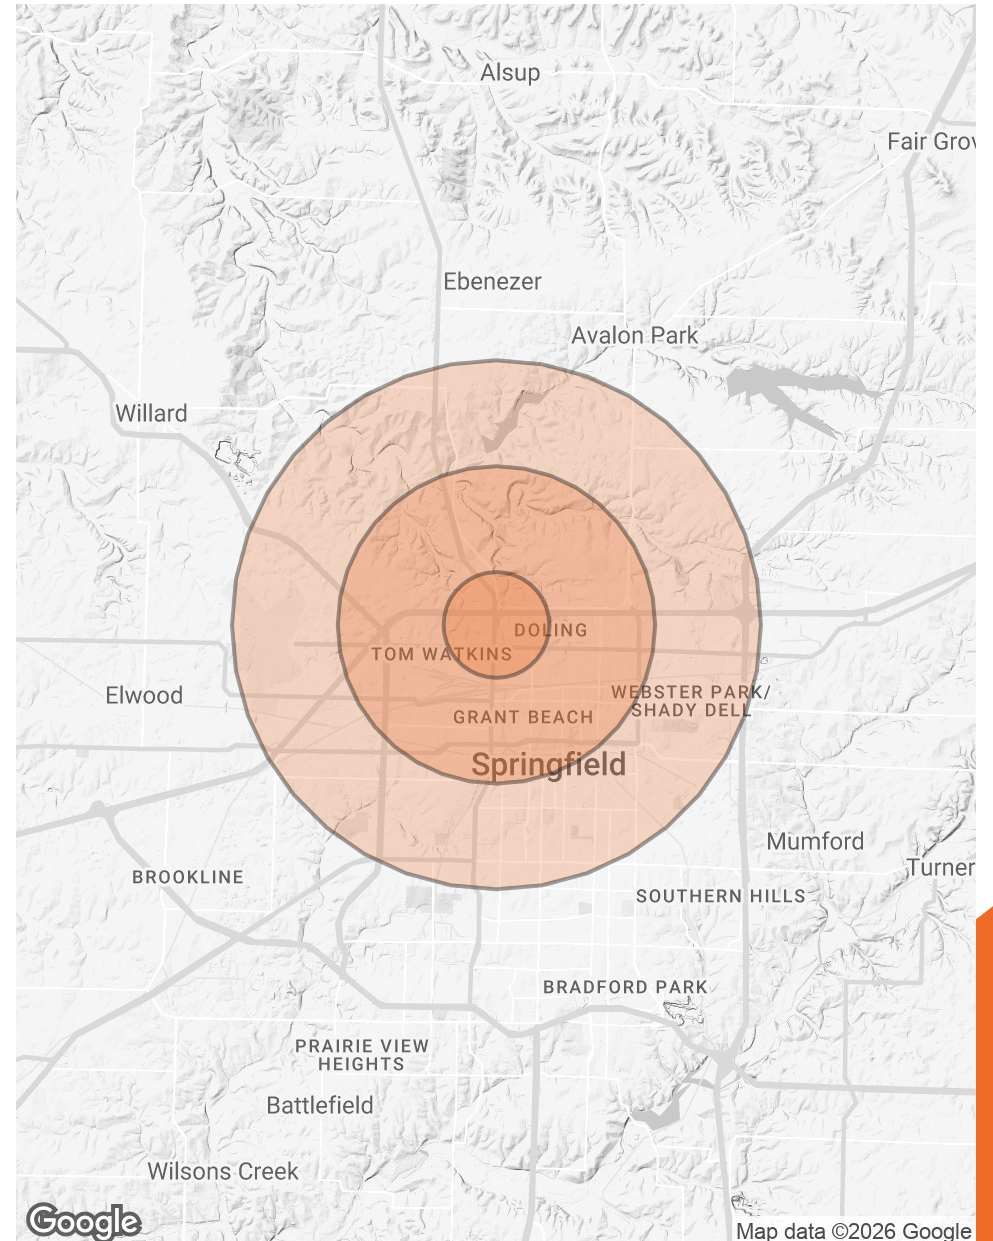 Alsup
Fair Grov
Ebenezer
Avalon Park
Willard
DOLING
TOM WATKINS
Elwood
WEBSTER PARK/
SHADY DELL
GRANT BEACH
Springfield
Mumford
Turner
BROOKLINE
SOUTHERN HILLS
BRADFORD PARK
PRAIRIE VIEW
HEIGHTS
Battlefield
Wilsons Creek
Google
Map data ©2026 Google